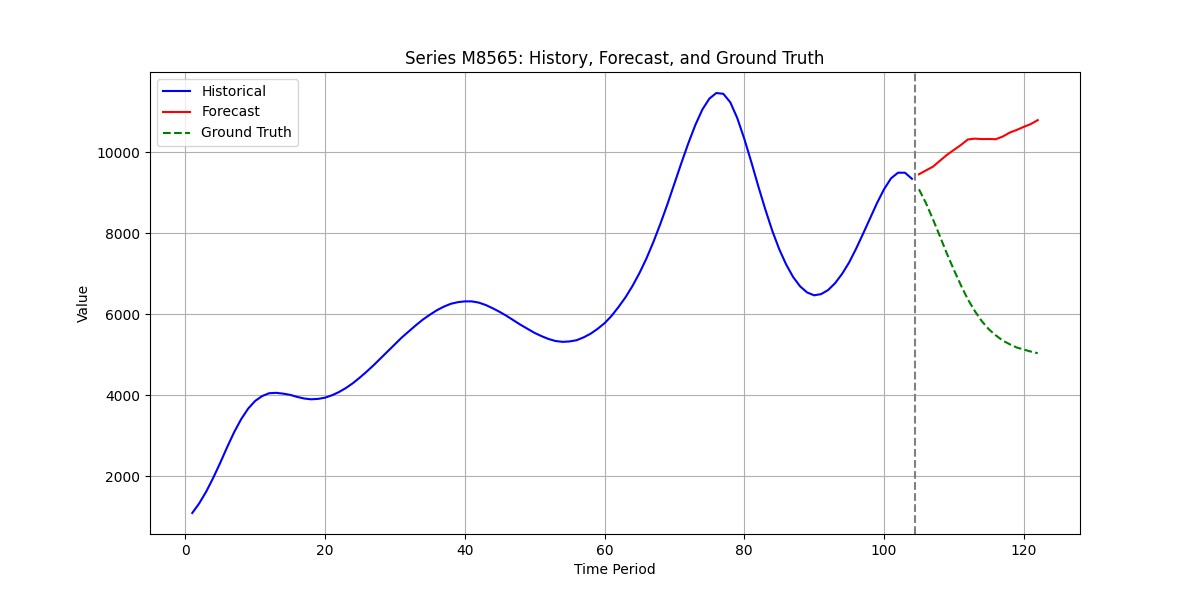 Series M8565: History, Forecast, and Ground Truth
Historical
Forecast
Ground Truth
10000
8000
6000
4000
2000
Value
0 20 40 60 80 100 120
Time Period